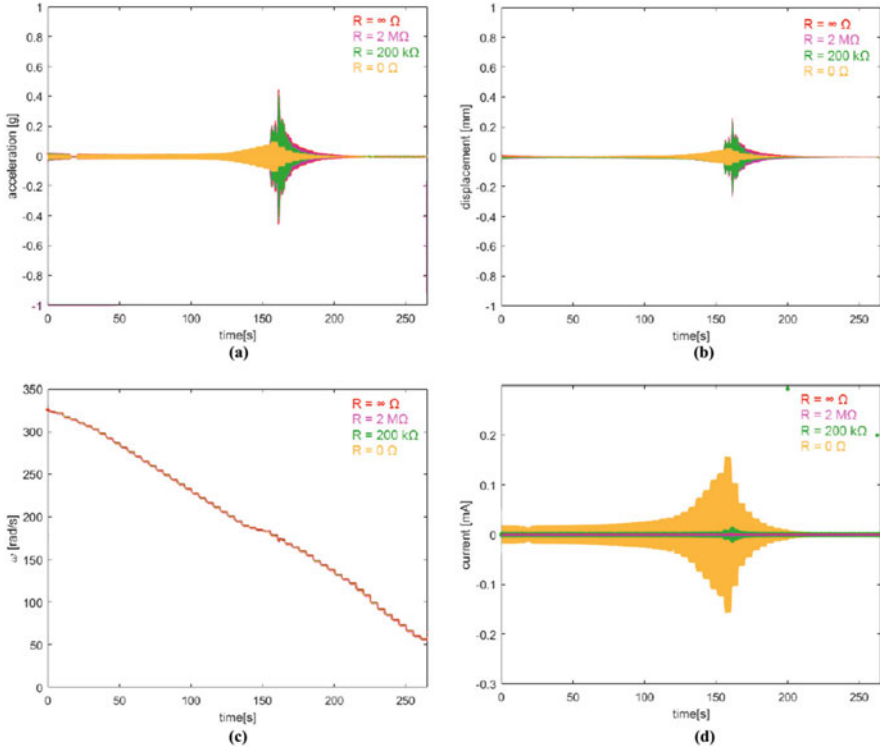 R = ∞ Ω
R = 2 MΩ
R = 200 kΩ
R = 0 Ω
acceleration [g]
1
0.8
0.6
0.4
0.2
0
-0.2
-0.4
-0.6
-0.8
-1
0 50 100 150 200 250
time[s]
(a)
R = ∞ Ω
R = 2 MΩ
R = 200 kΩ
R = 0 Ω
displacement [mm]
1
0.8
0.6
0.4
0.2
0
-0.2
-0.4
-0.6
-0.8
-1
0 50 100 150 200 250
time[s]
(b)
R = ∞ Ω
R = 2 MΩ
R = 200 kΩ
R = 0 Ω
ω [rad/s]
350
300
250
200
150
100
50
0
0 50 100 150 200 250
time[s]
(c)
R = ∞ Ω
R = 2 MΩ
R = 200 kΩ
R = 0 Ω
current [mA]
0.2
0.1
0
-0.1
-0.2
-0.3
0 50 100 150 200 250
time[s]
(d)